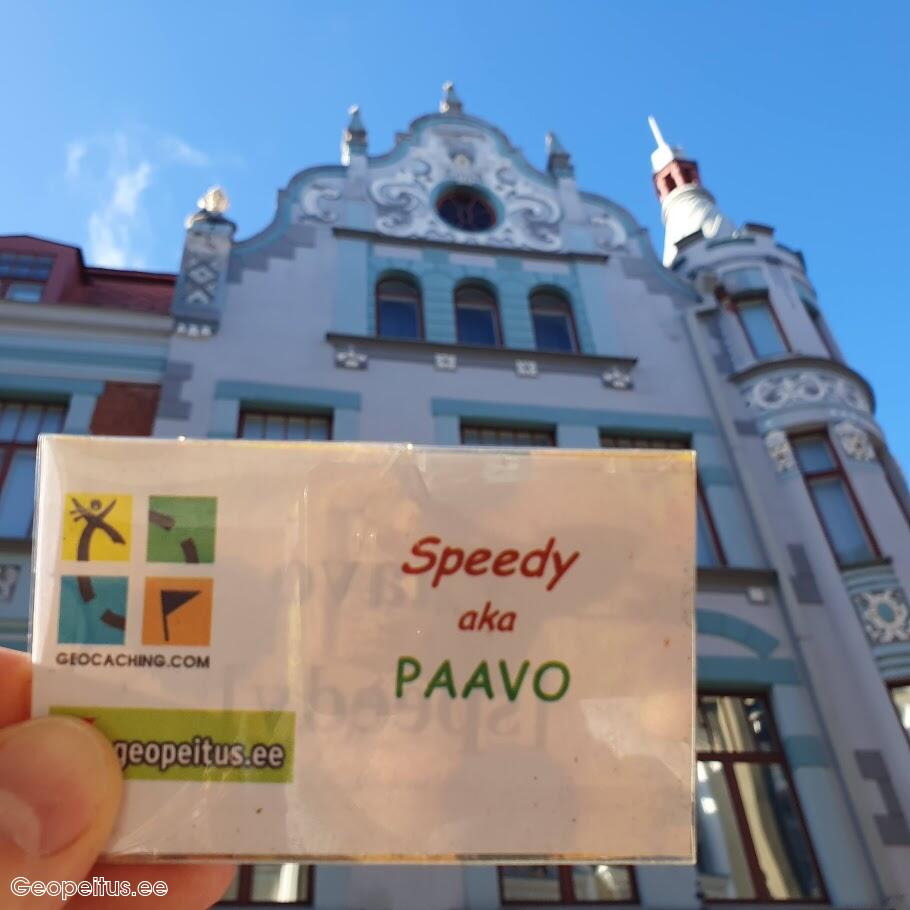 Speedy
aka
PAAVO
GEOCACHING.COM
geopeitus.ee
Geopeitus.ee